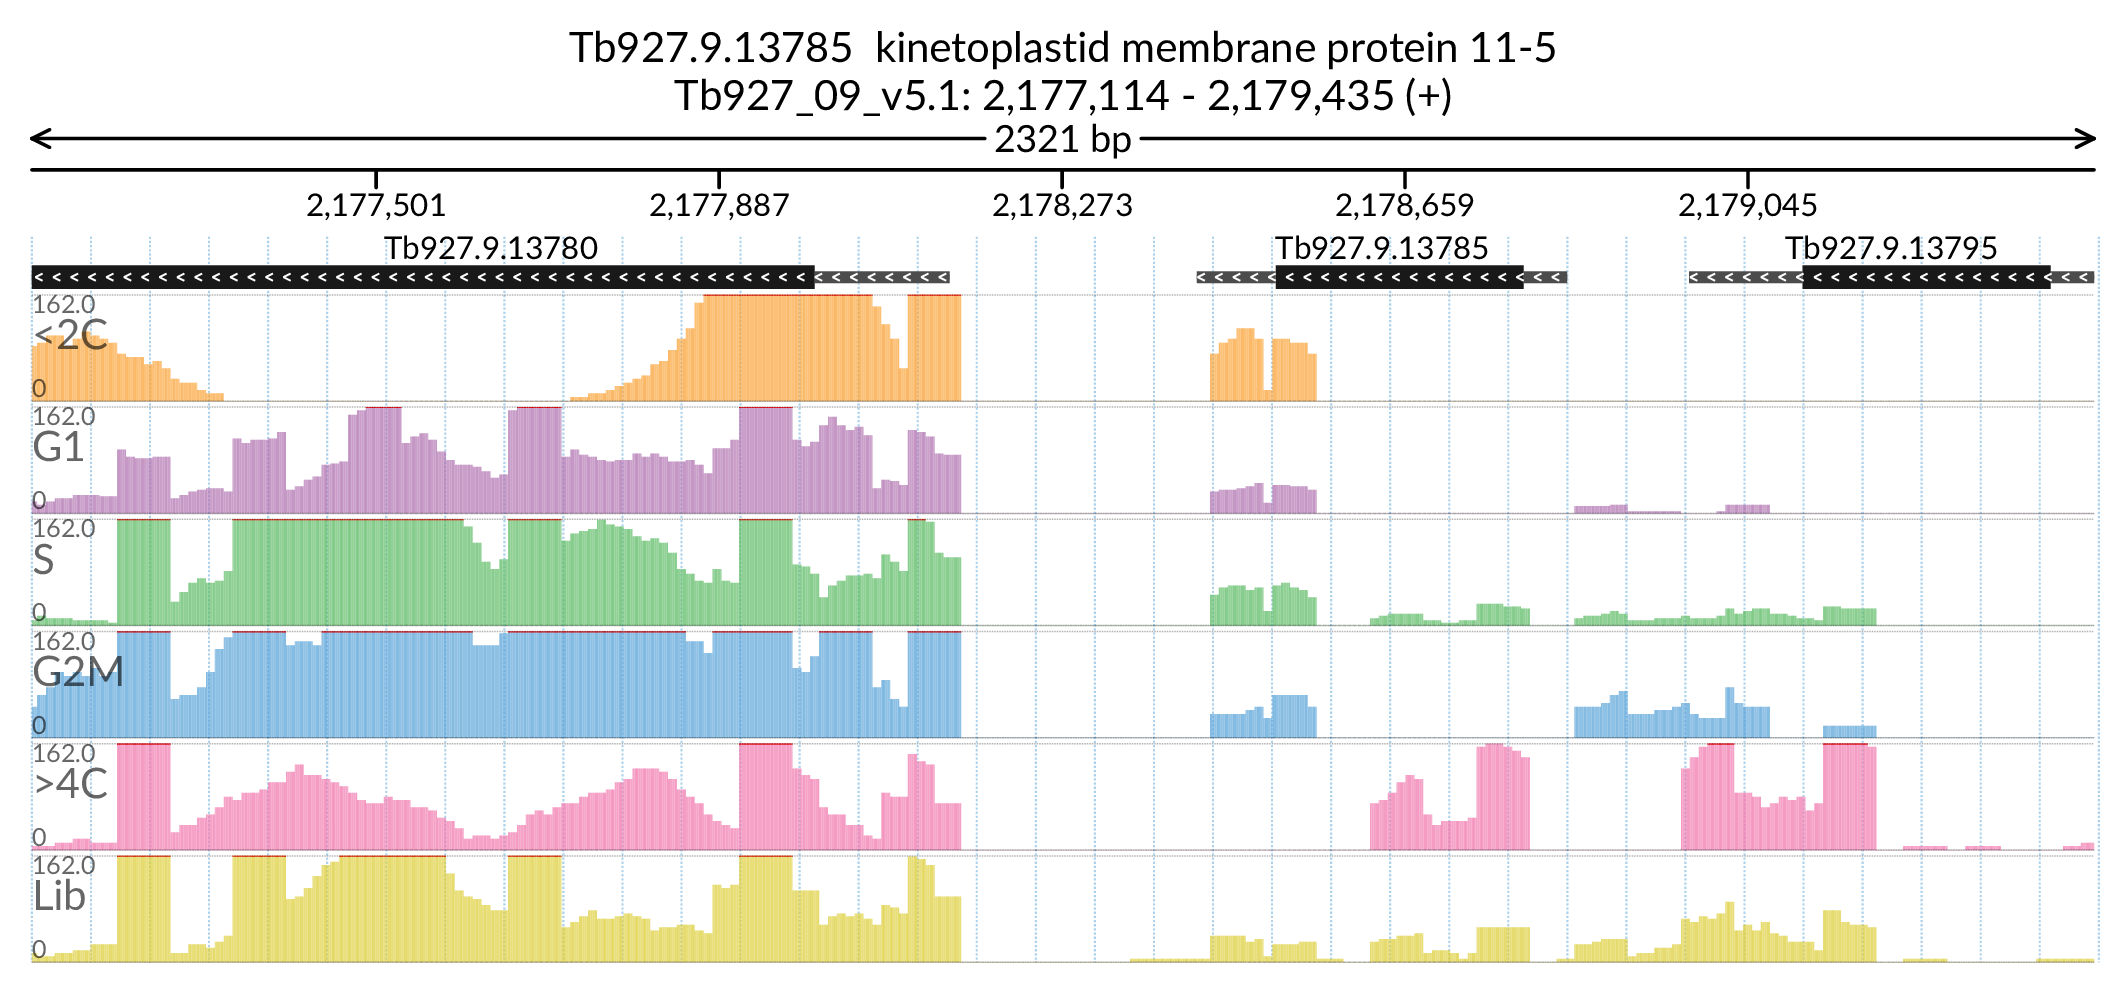 Tb927.9.13785 kinetoplastid membrane protein 11-5
Tb927_09_v5.1: 2,177,114 - 2,179,435 (+)
2321 bp
2,177,501 2,177,887 2,178,273 2,178,659 2,179,045
Tb927.9.13780 Tb927.9.13785 Tb927.9.13795
162.0
<2C
0
162.0
G1
0
162.0
S
0
162.0
G2M
0
162.0
>4C
0
162.0
Lib
0